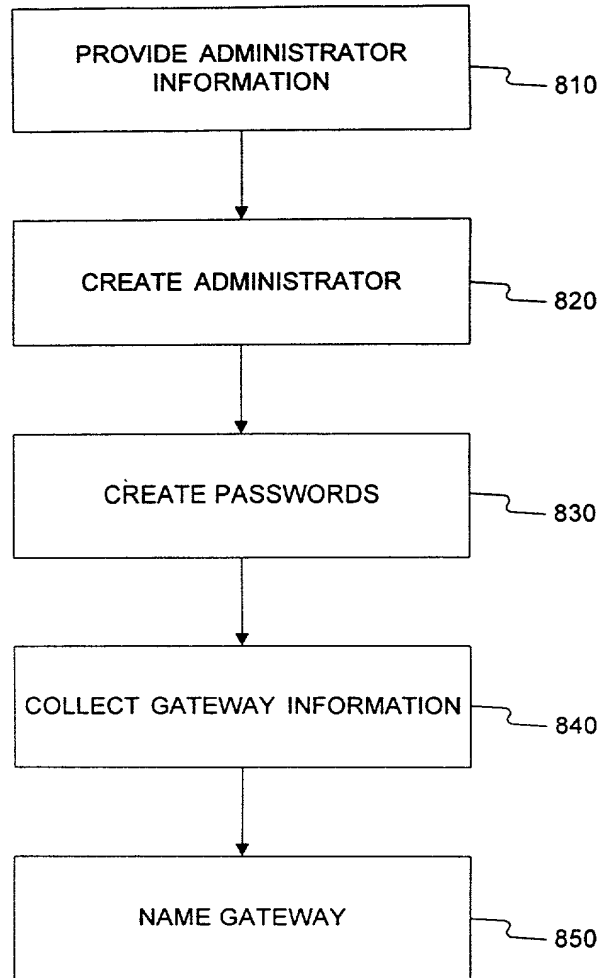 PROVIDE ADMINISTRATOR
INFORMATION
810
CREATE ADMINISTRATOR
820
CREATE PASSWORDS
830
COLLECT GATEWAY INFORMATION
840
NAME GATEWAY
850